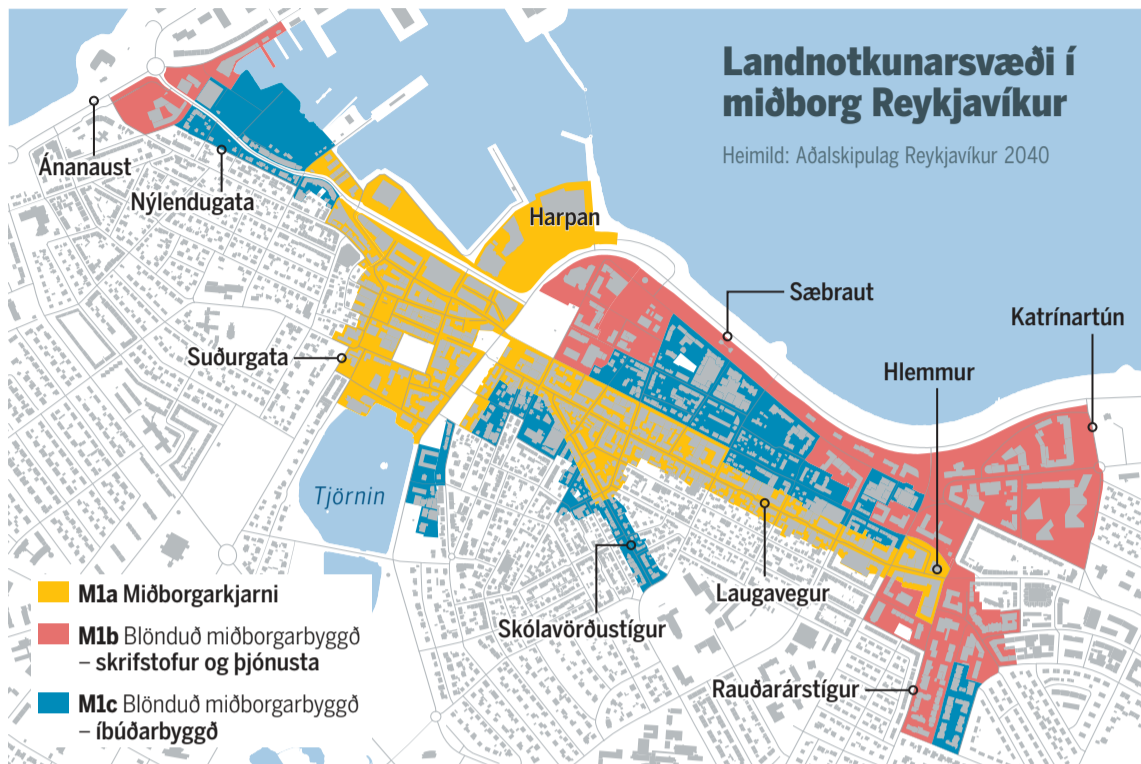 Landnotkunarsvæði í
miðborg Reykjavíkur
Heimild: Aðalskipulag Reykjavíkur 2040
Ánanaust
Nýlendugata
Harpan
Sæbraut
Katrínartún
Suðurgata
Hlemmur
Tjörnin
Laugavegur
Skólavörðustígur
Rauðarárstígur
M1a Miðborgarkjarni
M1b Blönduð miðborgarbyggð
– skrifstofur og þjónusta
M1c Blönduð miðborgarbyggð
– íbúðarbyggð